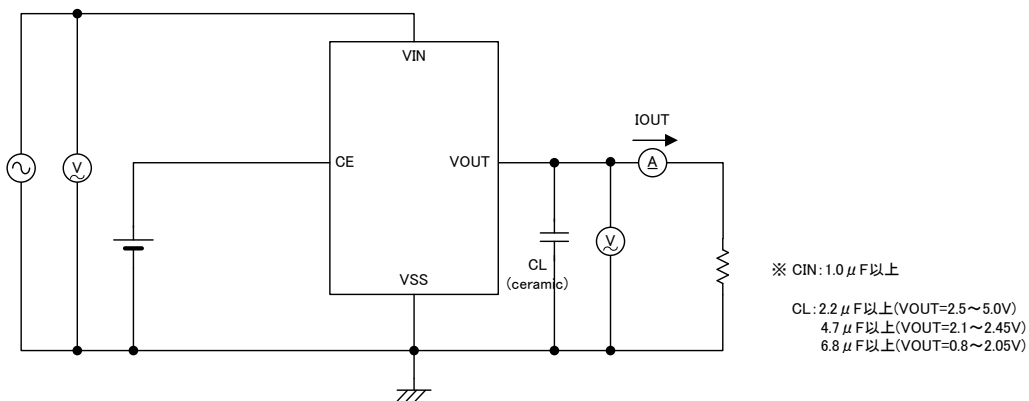 VIN
IOUT
CE
VOUT
A
V
V
CL
(ceramic)
VSS
※ CIN:1.0μF以上
CL:2.2μF以上(VOUT=2.5～5.0V)
4.7μF以上(VOUT=2.1～2.45V)
6.8μF以上(VOUT=0.8～2.05V)